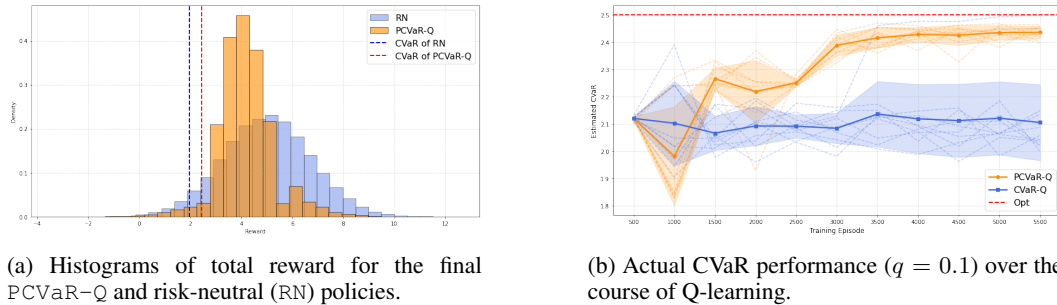 RN
PCVaR-Q
CVaR of RN
CVaR of PCVaR-Q
Density
0.4
0.3
0.2
0.1
0.0
-4 -2 0 2 4 6 8 10 12
Reward
(a) Histograms of total reward for the final
PCVaR-Q and risk-neutral (RN) policies.
Estimated CVaR
2.5
2.4
2.3
2.2
2.1
2.0
1.9
1.8
PCVaR-Q
CVaR-Q
Opt
500 1000 1500 2000 2500 3000 3500 4000 4500 5000 5500
Training Episode
(b) Actual CVaR performance (q = 0.1) over the
course of Q-learning.